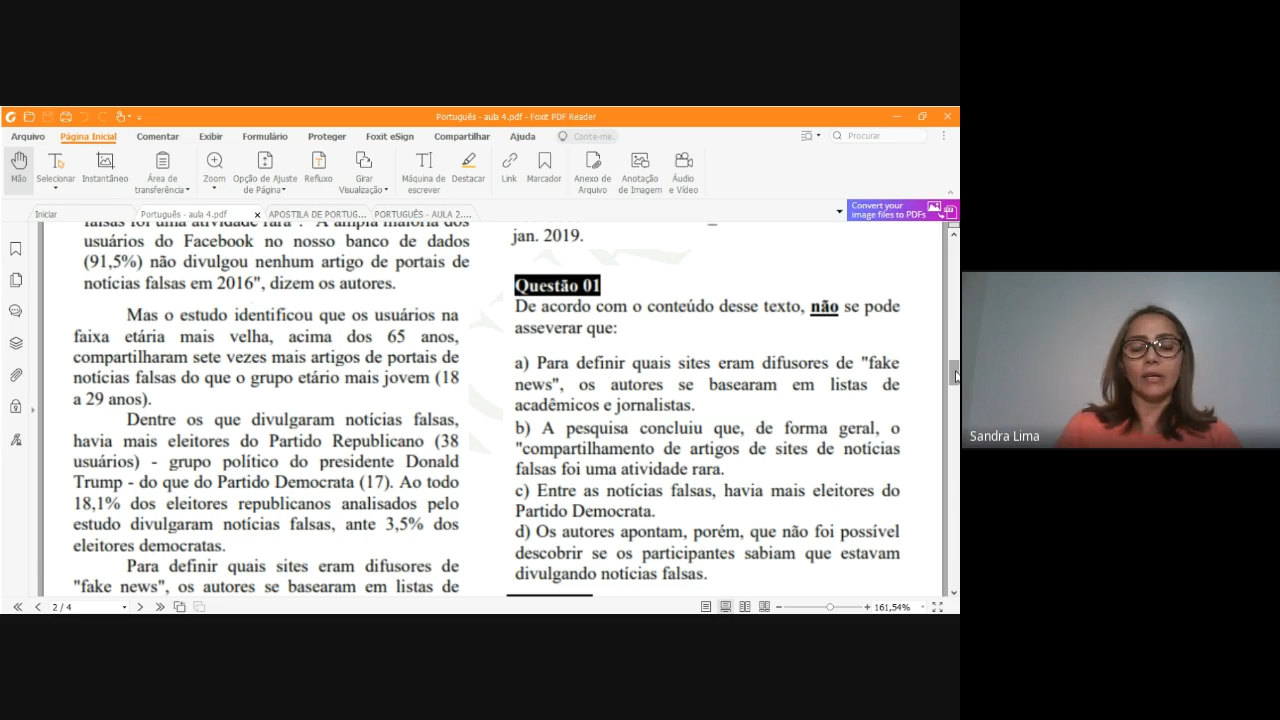 Português - aula 4.pdf - Foxit PDF Reader
Arquivo Página Inicial Comentar Exibir Formulário Proteger Foxit eSign Compartilhar Ajuda Conte-me. Procurar
Mão
Selecionar
Instantâneo
Área de
transferência
Zoom
Opção de Ajuste
de Página
Refluxo
Girar
Visualização
Máquina de
escrever
Destacar
Link
Marcador
Anexo de
Arquivo
Anotação
de Imagem
Áudio
e Vídeo
Iniciar
Português - aula 4.pdf
APOSTILA DE PORTUG...
PORTUGUÊS - AULA 2....
Convert your
image files to PDFs
falsas foi uma atividade rara". "A ampla maioria dos
usuários do Facebook no nosso banco de dados
(91,5%) não divulgou nenhum artigo de portais de
notícias falsas em 2016", dizem os autores.
Mas o estudo identificou que os usuários na
faixa etária mais velha, acima dos 65 anos,
compartilharam sete vezes mais artigos de portais de
notícias falsas do que o grupo etário mais jovem (18
a 29 anos).
Dentre os que divulgaram notícias falsas,
havia mais eleitores do Partido Republicano (38
usuários) - grupo político do presidente Donald
Trump - do que do Partido Democrata (17). Ao todo
18,1% dos eleitores republicanos analisados pelo
estudo divulgaram notícias falsas, ante 3,5% dos
eleitores democratas.
Para definir quais sites eram difusores de
"fake news", os autores se basearam em listas de
jan. 2019.
Questão 01
De acordo com o conteúdo desse texto, não se pode
asseverar que:
a) Para definir quais sites eram difusores de "fake
news", os autores se basearam em listas de
acadêmicos e jornalistas.
b) A pesquisa concluiu que, de forma geral, o
"compartilhamento de artigos de sites de notícias
falsas foi uma atividade rara.
c) Entre as notícias falsas, havia mais eleitores do
Partido Democrata.
d) Os autores apontam, porém, que não foi possível
descobrir se os participantes sabiam que estavam
divulgando notícias falsas.
2 / 4
161,54%
Sandra Lima